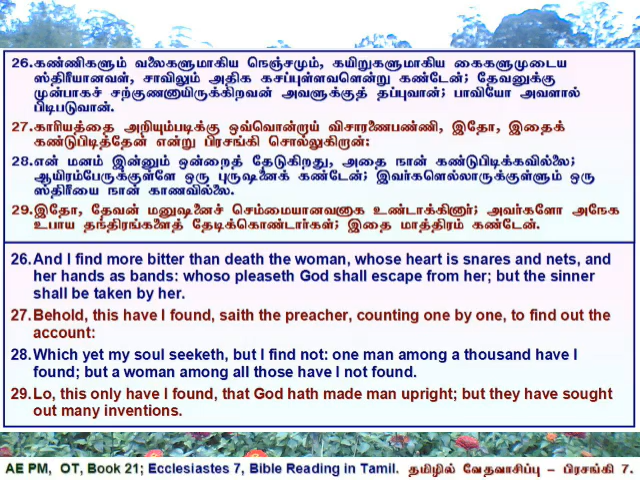 26.கண்ணிகளும் வலைகளுமாகிய நெஞ்சமும், கயிறுகளுமாகிய கைகளுமுடைய
ஸ்திரீயானவள், சாவிலும் அதிக கசப்புள்ளவளென்று கண்டேன்; தேவனுக்கு
முன்பாகச் சற்குணனாயிருக்கிறவன் அவளுக்குத் தப்புவான்; பாவியோ அவளால்
பிடிபடுவான்.
27.காரியத்தை அறியும்படிக்கு ஒவ்வொன்றாய் விசாரணைபண்ணி, இதோ, இதைக்
கண்டுபிடித்தேன் என்று பிரசங்கி சொல்லுகிறான்:
28.என் மனம் இன்னும் ஒன்றைத் தேடுகிறது, அதை நான் கண்டுபிடிக்கவில்லை;
ஆயிரம்பேருக்குள்ளே ஒரு புருஷனைக் கண்டேன்; இவர்களெல்லாருக்குள்ளும் ஒரு
ஸ்திரீயை நான் காணவில்லை.
29.இதோ, தேவன் மனுஷனைச் செம்மையானவனாக உண்டாக்கினார்; அவர்களோ அநேக
உபாய தந்திரங்களைத் தேடிக்கொண்டார்கள்; இதை மாத்திரம் கண்டேன்.
26.And I find more bitter than death the woman, whose heart is snares and nets, and
her hands as bands: whoso pleaseth God shall escape from her; but the sinner
shall be taken by her.
27.Behold, this have I found, saith the preacher, counting one by one, to find out the
account:
28.Which yet my soul seeketh, but I find not: one man among a thousand have I
found; but a woman among all those have I not found.
29.Lo, this only have I found, that God hath made man upright; but they have sought
out many inventions.
AE PM, OT, Book 21; Ecclesiastes 7, Bible Reading in Tamil. தமிழில் வேதவாசிப்பு – பிரசங்கி 7.